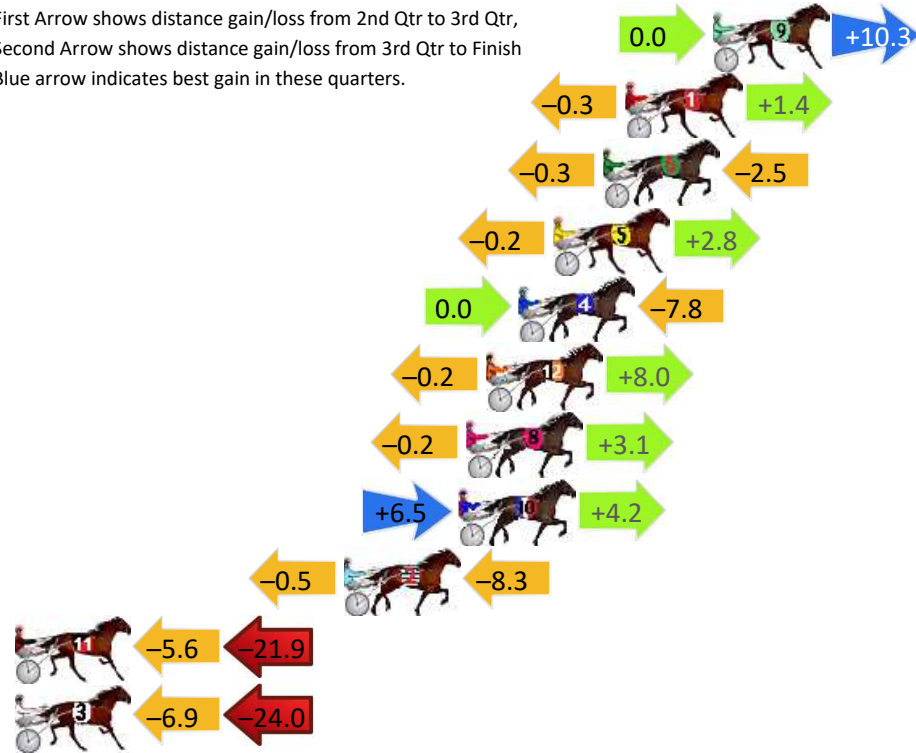 First Arrow shows distance gain/loss from 2nd Qtr to 3rd Qtr,
Second Arrow shows distance gain/loss from 3rd Qtr to Finish
Blue arrow indicates best gain in these quarters.
0.0 9 +10.3
−0.3 1 +1.4
−0.3 6 −2.5
−0.2 5 +2.8
0.0 4 −7.8
−0.2 12 +8.0
−0.2 8 +3.1
+6.5 10 +4.2
−0.5 2 −8.3
11 −5.6 −21.9
3 −6.9 −24.0